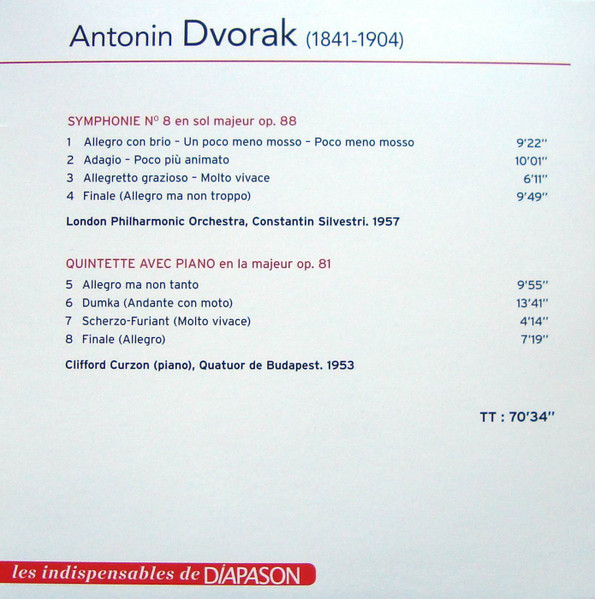 Antonin Dvorak (1841-1904)
SYMPHONIE Nº 8 en sol majeur op. 88
1 Allegro con brio – Un poco meno mosso – Poco meno mosso 9'22"
2 Adagio – Poco più animato 10'01"
3 Allegretto grazioso – Molto vivace 6'11"
4 Finale (Allegro ma non troppo) 9'49"
London Philharmonic Orchestra, Constantin Silvestri. 1957
QUINTETTE AVEC PIANO en la majeur op. 81
5 Allegro ma non tanto 9'55"
6 Dumka (Andante con moto) 13'41"
7 Scherzo-Furiant (Molto vivace) 4'14"
8 Finale (Allegro) 7'19"
Clifford Curzon (piano), Quatuor de Budapest. 1953
TT : 70'34"
les indispensables de DIAPASON